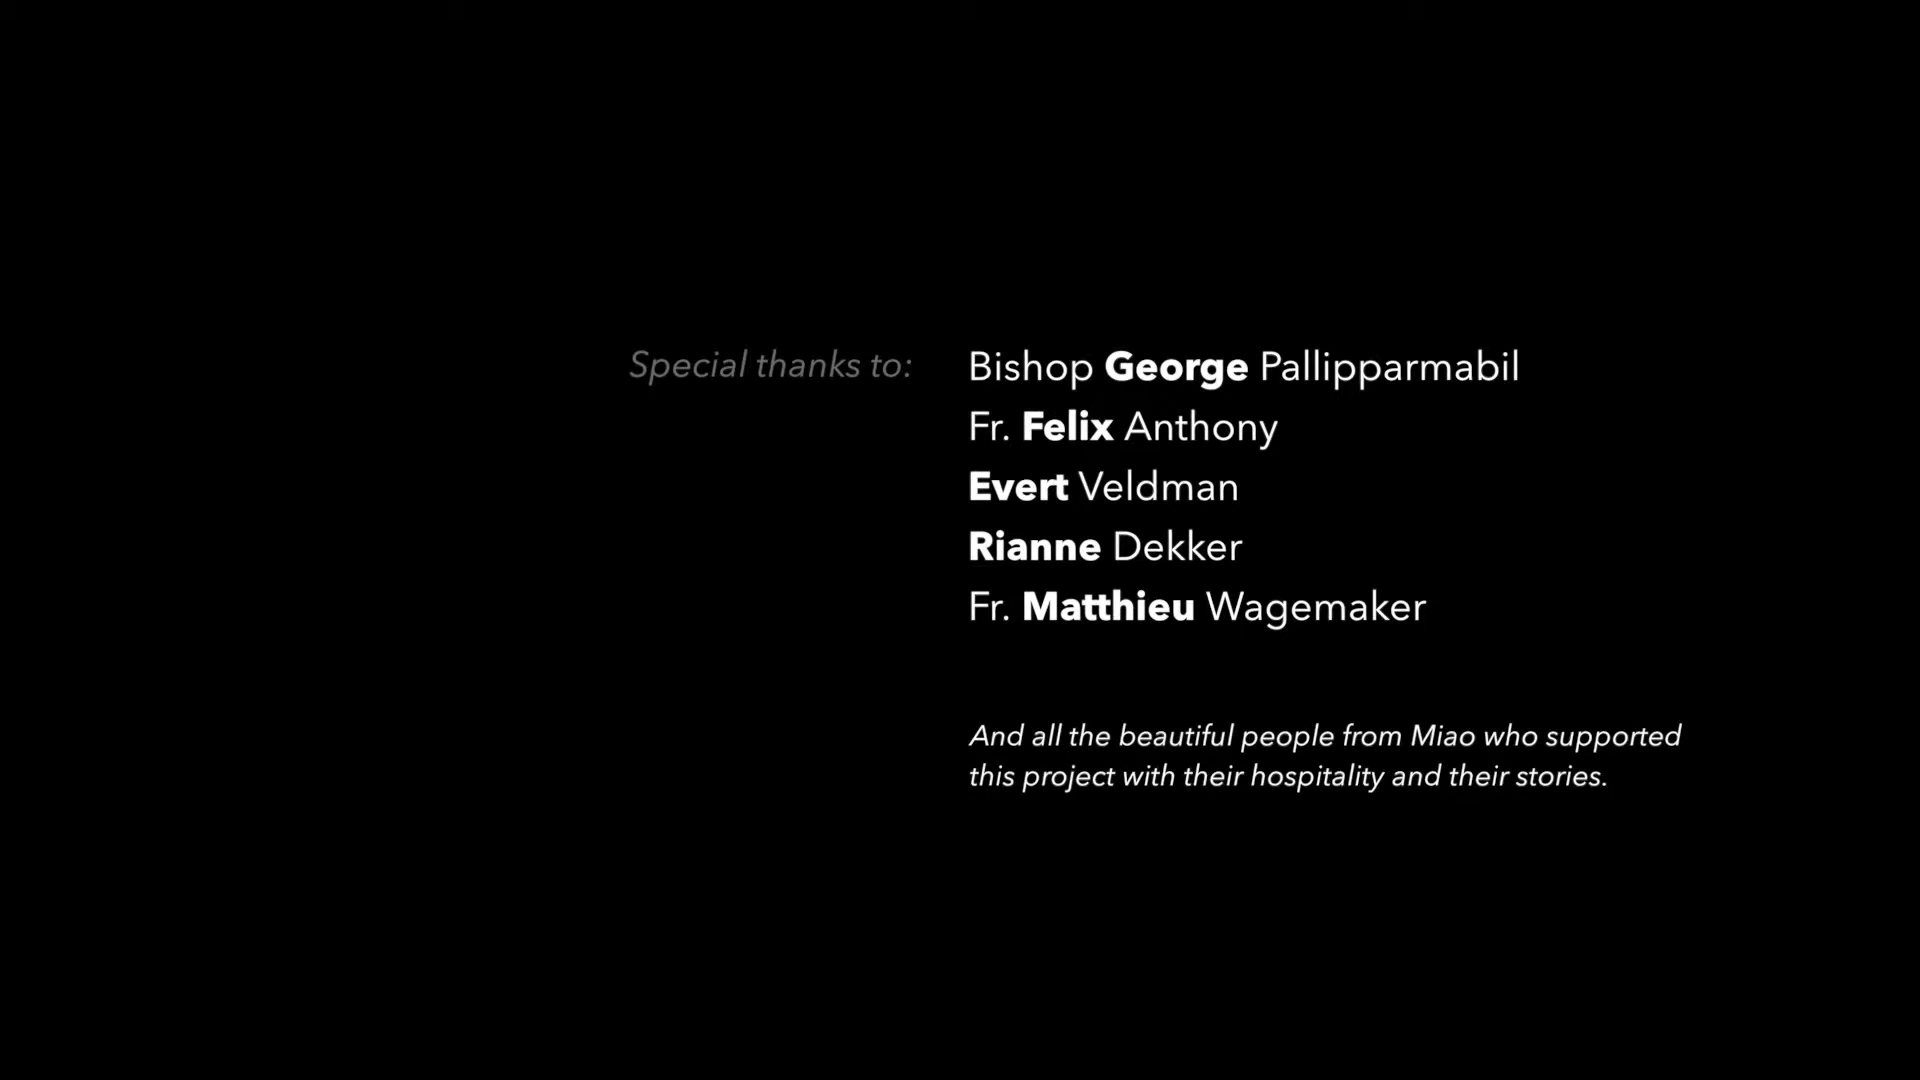 Special thanks to:
Bishop George Pallipparmabil
Fr. Felix Anthony
Evert Veldman
Rianne Dekker
Fr. Matthieu Wagemaker
And all the beautiful people from Miao who supported
this project with their hospitality and their stories.